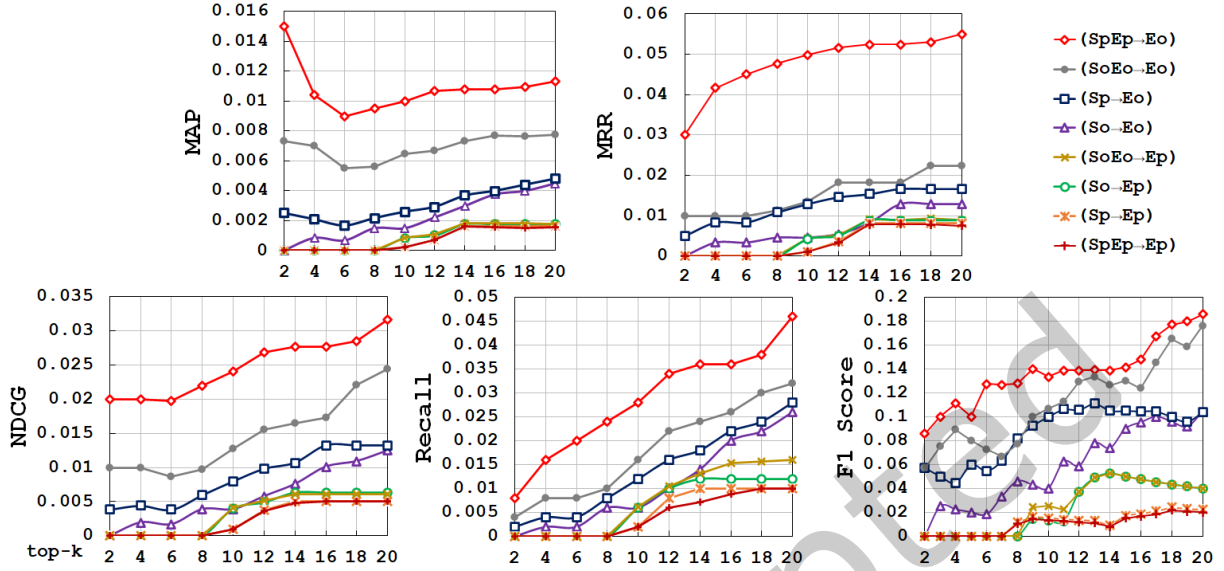 MAP
0.016
0.014
0.012
0.01
0.008
0.006
0.004
0.002
0
2 4 6 8 10 12 14 16 18 20
MRR
0.06
0.05
0.04
0.03
0.02
0.01
0
2 4 6 8 10 12 14 16 18 20
(SpEp→Eo)
(SoEo→Eo)
(Sp→Eo)
(So→Eo)
(SoEo→Ep)
(So→Ep)
(Sp→Ep)
(SpEp→Ep)
NDCG
0.035
0.03
0.025
0.02
0.015
0.01
0.005
0
top-k
2 4 6 8 10 12 14 16 18 20
Recall
0.05
0.045
0.04
0.035
0.03
0.025
0.02
0.015
0.01
0.005
0
2 4 6 8 10 12 14 16 18 20
F1 Score
0.2
0.18
0.16
0.14
0.12
0.1
0.08
0.06
0.04
0.02
0
2 4 6 8 10 12 14 16 18 20
pted